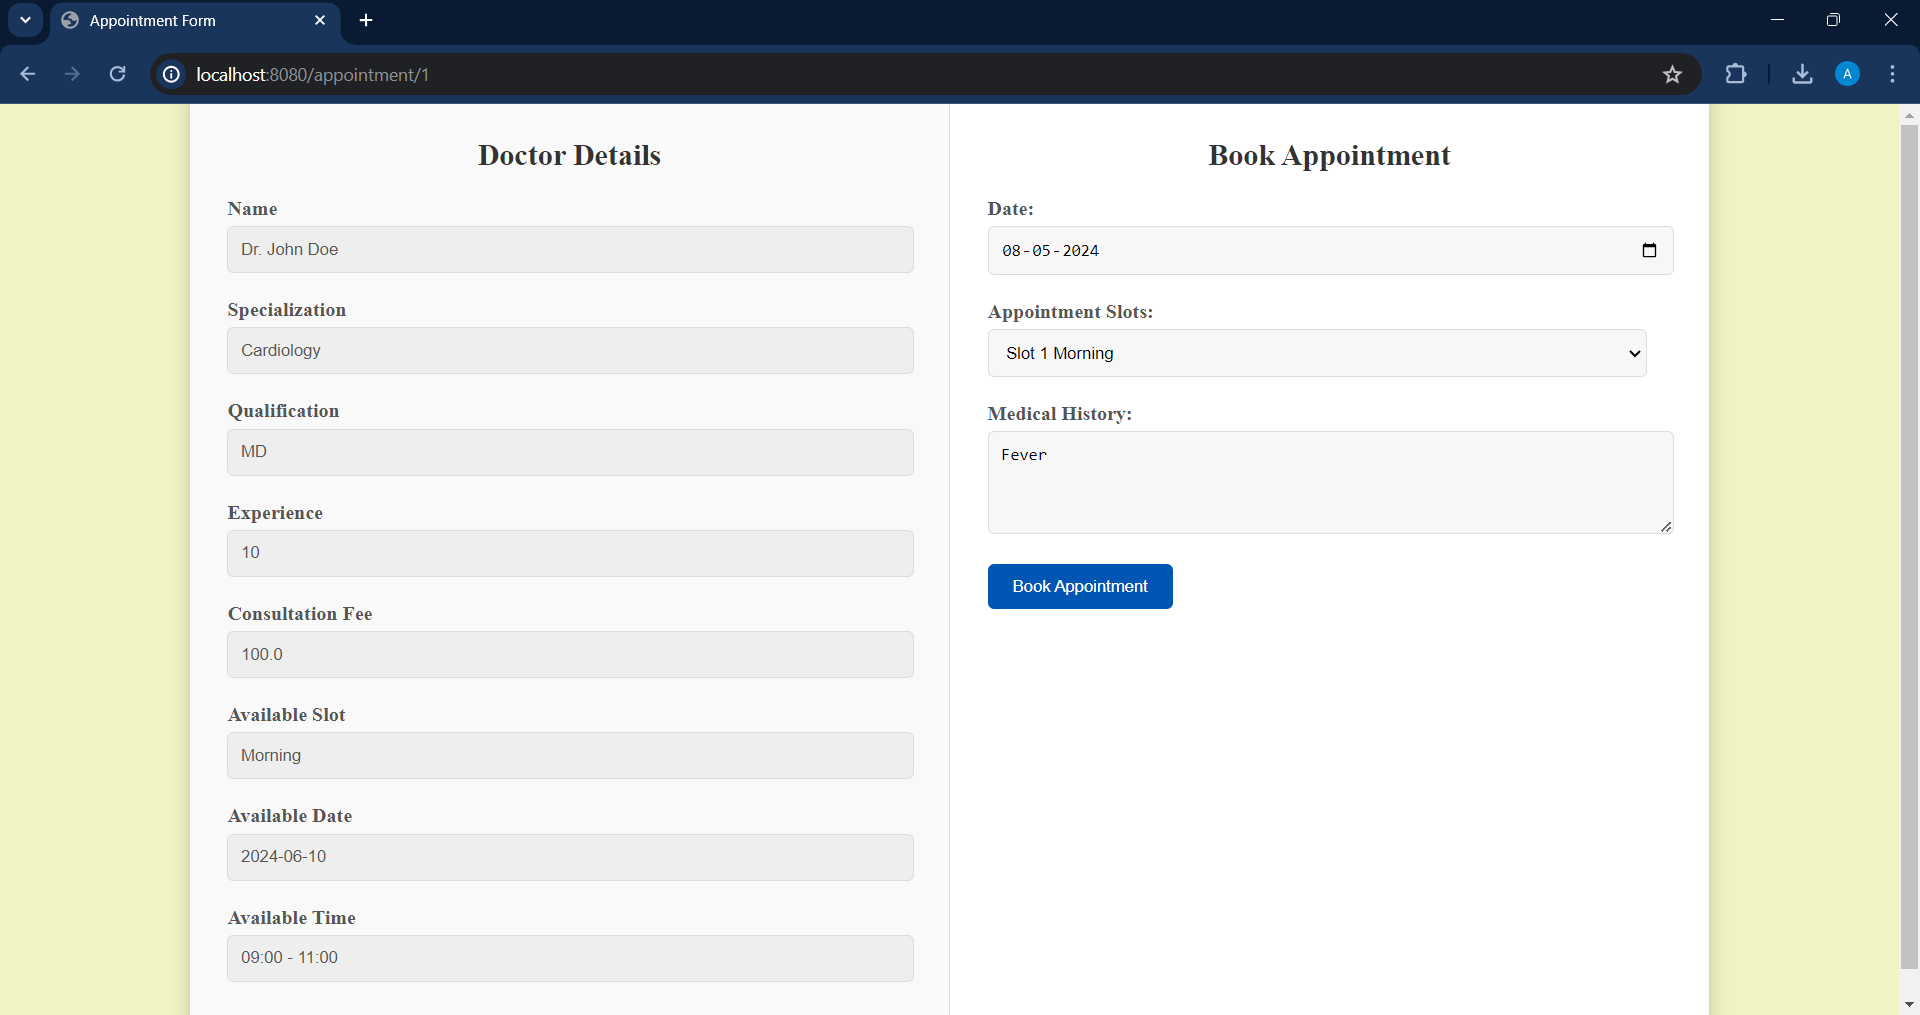 Appointment Form
localhost:8080/appointment/1
A
Doctor Details
Name
Dr. John Doe
Specialization
Cardiology
Qualification
MD
Experience
10
Consultation Fee
100.0
Available Slot
Morning
Available Date
2024-06-10
Available Time
09:00 - 11:00
Book Appointment
Date:
08-05-2024
Appointment Slots:
Slot 1 Morning
Medical History:
Fever
Book Appointment